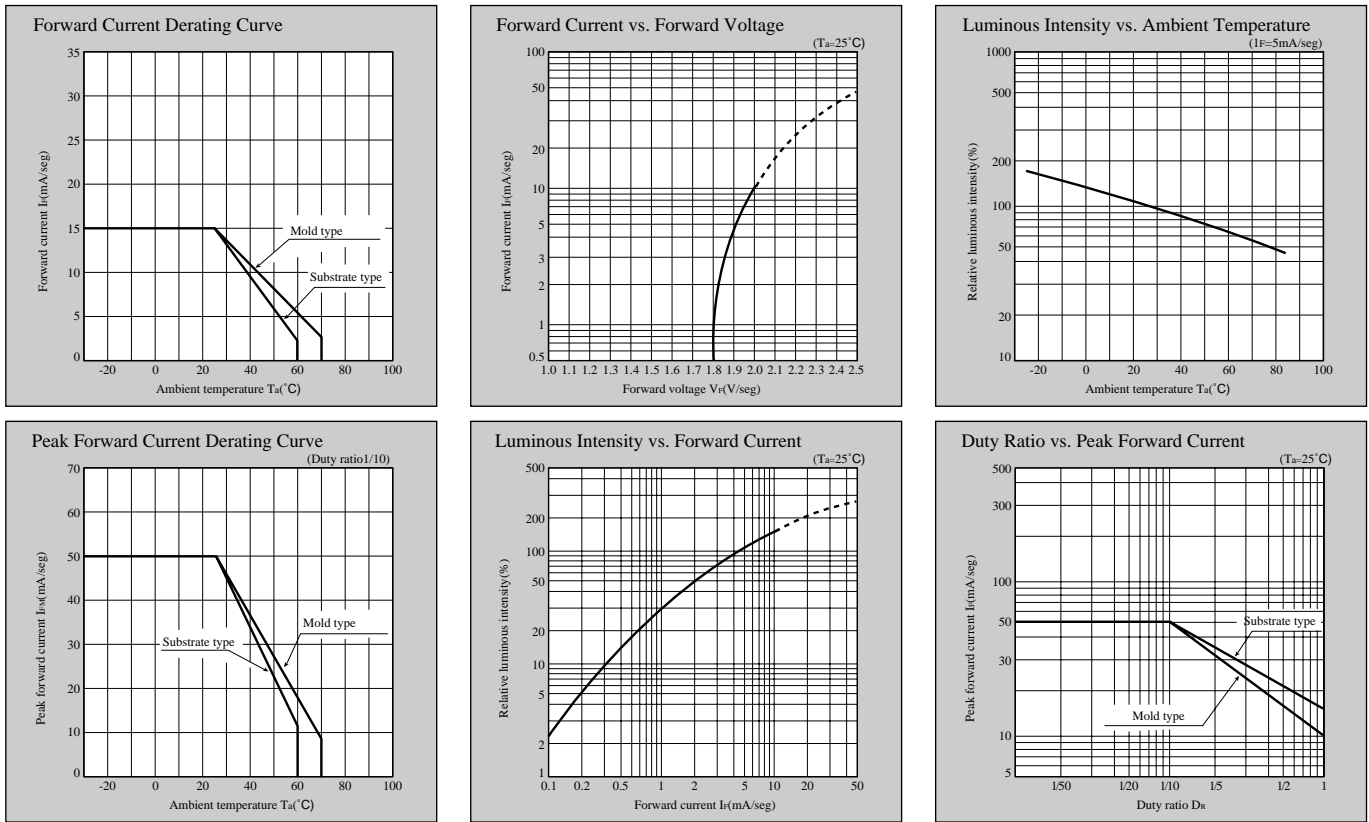 Forward Current Derating Curve
35
30
25
20
15
10
5
0
Forward current IF(mA/seg)
Mold type
Substrate type
-20 0 20 40 60 80 100
Ambient temperature Ta(˚C)
Forward Current vs. Forward Voltage
(Ta=25˚C)
100
50
20
10
5
3
2
1
0.5
Forward current IF(mA/seg)
1.0 1.1 1.2 1.3 1.4 1.5 1.6 1.7 1.8 1.9 2.0 2.1 2.2 2.3 2.4 2.5
Forward voltage VF(V/seg)
Luminous Intensity vs. Ambient Temperature
(1F=5mA/seg)
1000
500
200
100
50
20
10
Relative luminous intensity(%)
-20 0 20 40 60 80 100
Ambient temperature Ta(˚C)
Peak Forward Current Derating Curve
(Duty ratio1/10)
70
60
50
40
30
20
10
0
Peak forward current IFM(mA/seg)
Mold type
Substrate type
-20 0 20 40 60 80 100
Ambient temperature Ta(˚C)
Luminous Intensity vs. Forward Current
(Ta=25˚C)
500
200
100
50
20
10
5
2
1
Relative luminous intensity(%)
0.1 0.2 0.5 1 2 5 10 20 50
Forward current IF(mA/seg)
Duty Ratio vs. Peak Forward Current
(Ta=25˚C)
500
300
100
50
30
10
5
Peak forward current IF(mA/seg)
Substrate type
Mold type
1/50 1/20 1/10 1/5 1/2 1
Duty ratio DR